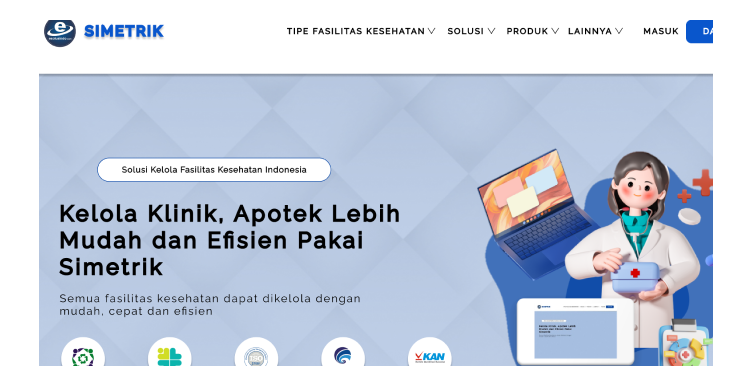 SIMETRIK
TIPE FASILITAS KESEHATAN SOLUSI PRODUK LAINNYA MASUK
Solusi Kelola Fasilitas Kesehatan Indonesia
Kelola Klinik, Apotek Lebih
Mudah dan Efisien Pakai
Simetrik
Semua fasilitas kesehatan dapat dikelola dengan
mudah, cepat dan efisien
ISO
KAN